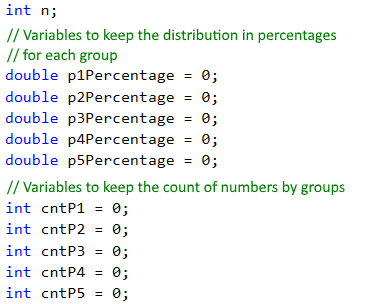 int n;
// Variables to keep the distribution in percentages
// for each group
double p1Percentage = 0;
double p2Percentage = 0;
double p3Percentage = 0;
double p4Percentage = 0;
double p5Percentage = 0;
// Variables to keep the count of numbers by groups
int cntP1 = 0;
int cntP2 = 0;
int cntP3 = 0;
int cntP4 = 0;
int cntP5 = 0;